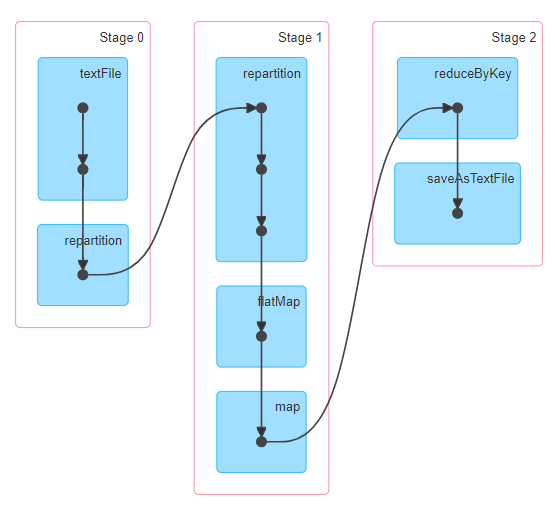 Stage 0
textFile
repartition
Stage 1
repartition
flatMap
map
Stage 2
reduceByKey
saveAsTextFile